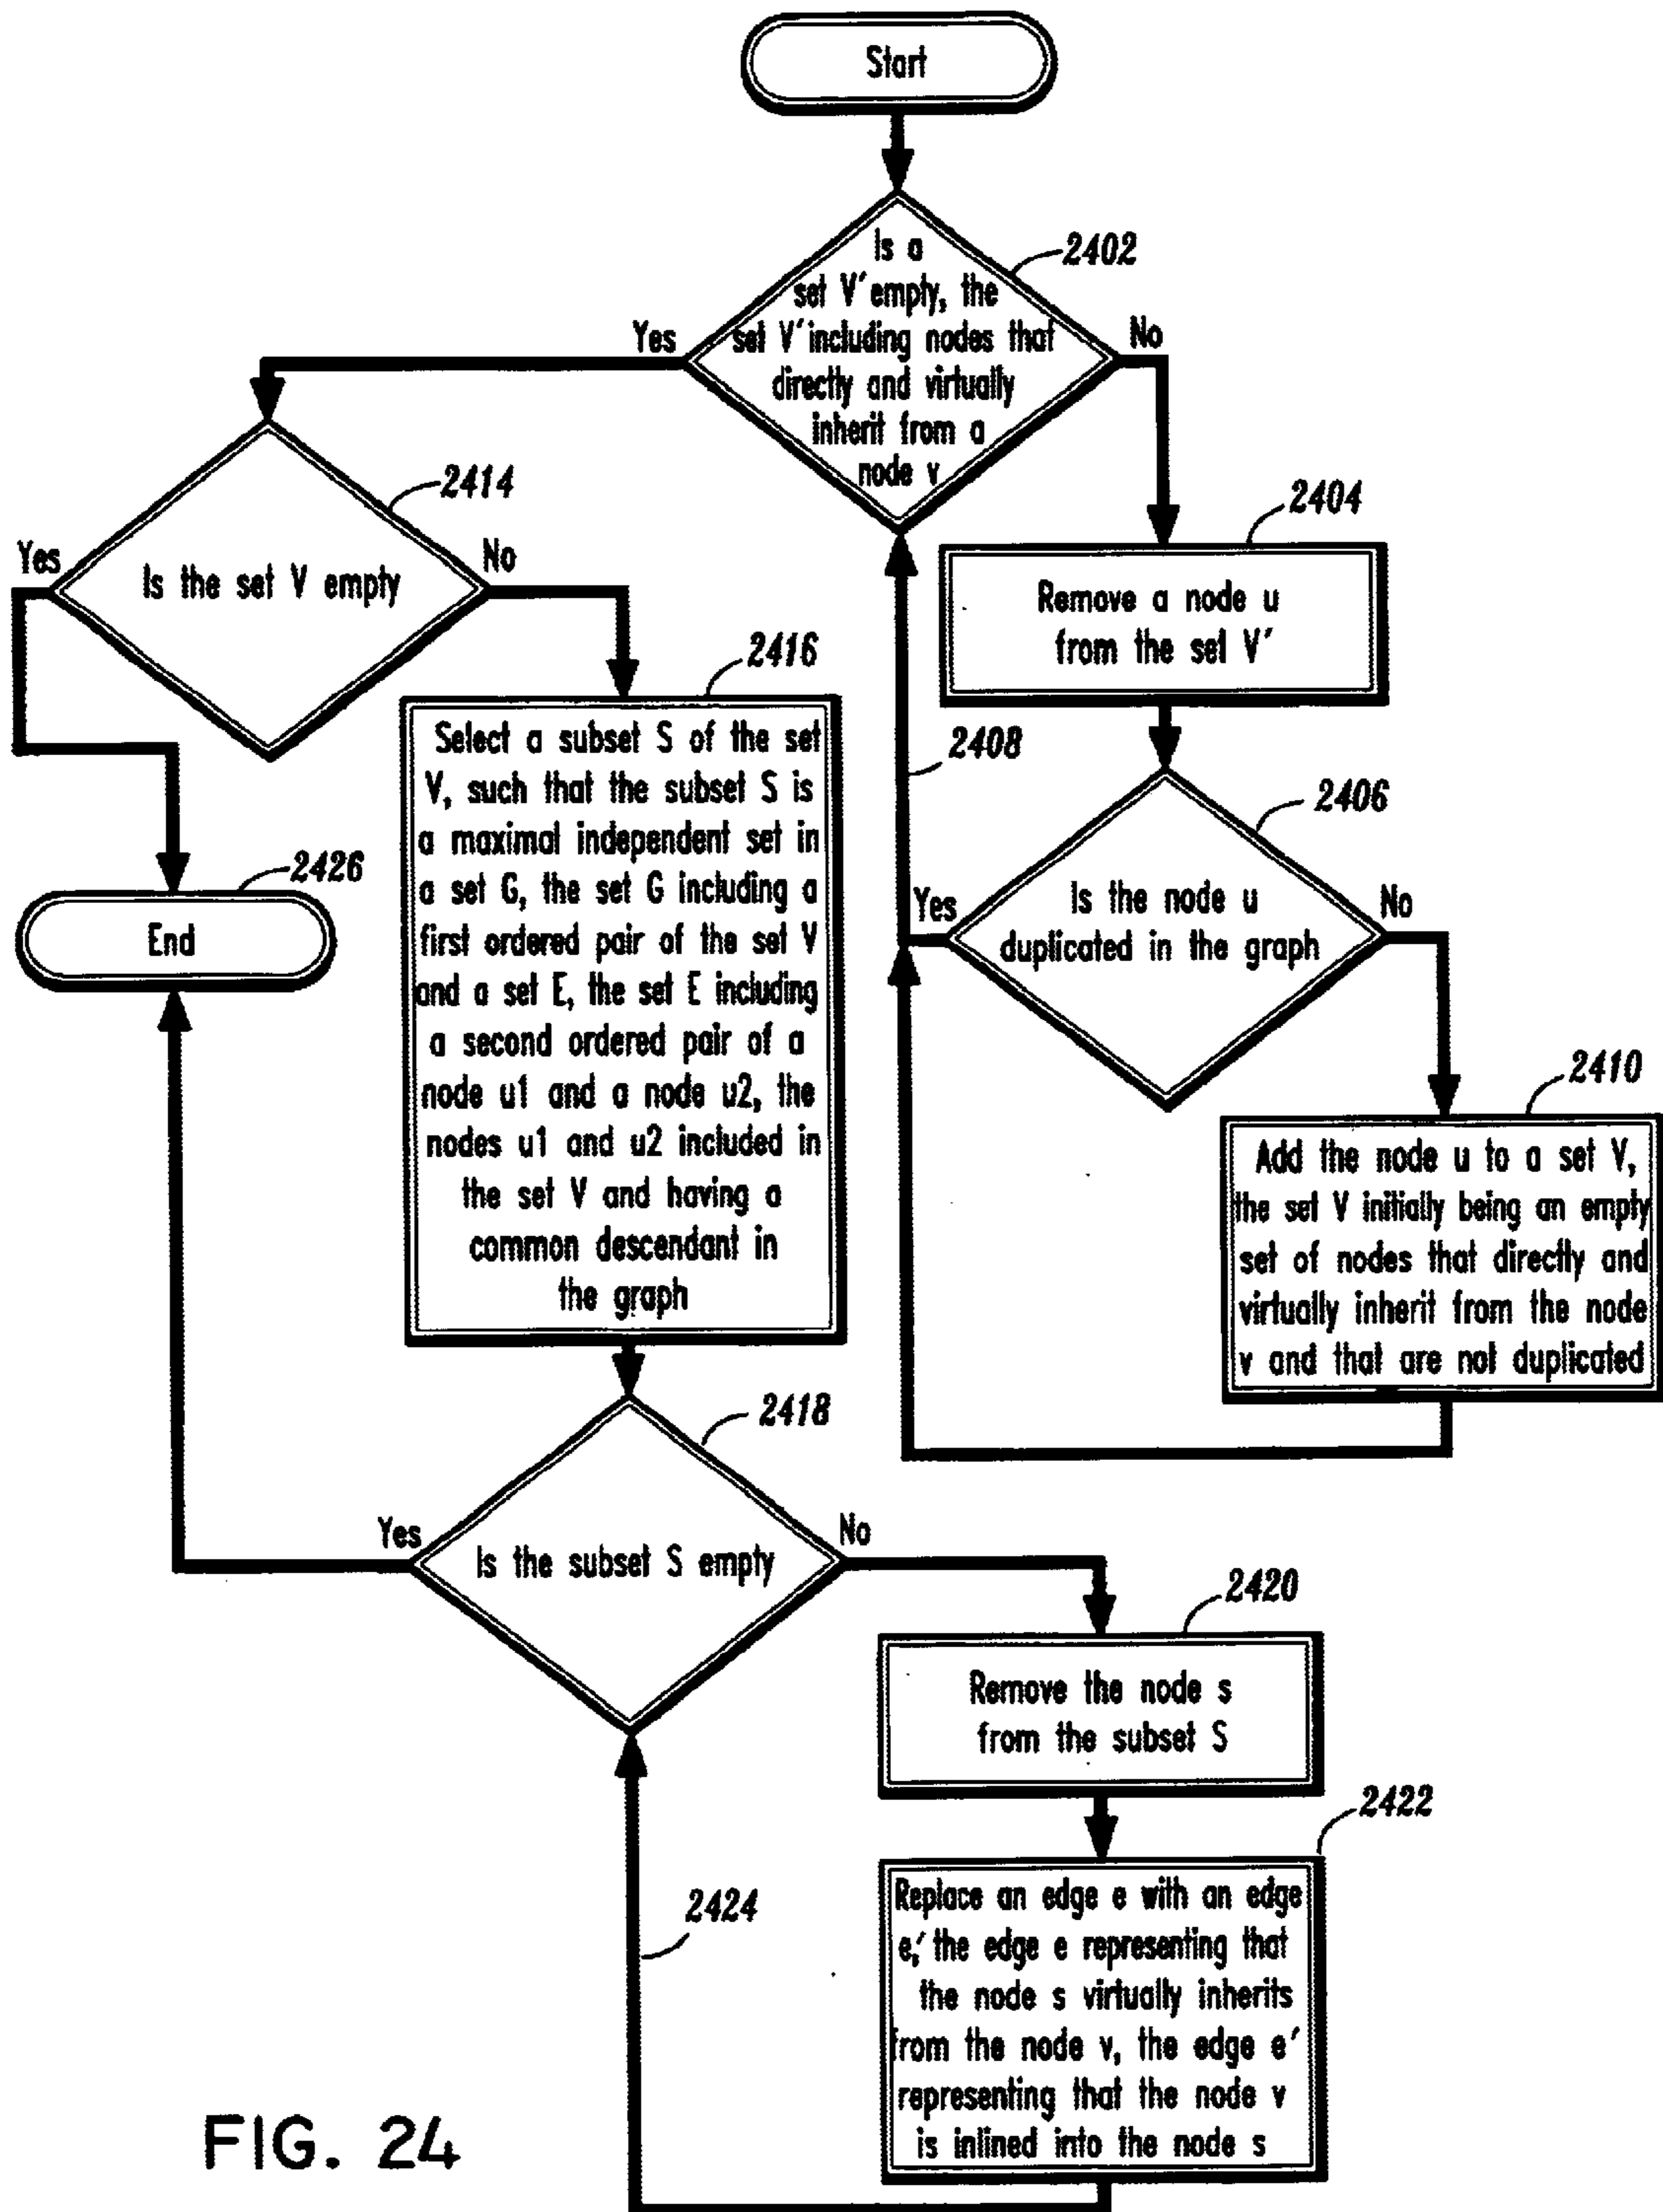 Start
Is a
set V' empty, the
set V' including nodes that
directly and virtually
inherit from a
node v
2402
Yes
No
2414
Yes
No
Is the set V empty
2404
Remove a node u
from the set V'
2416
Select a subset S of the set
V, such that the subset S is
a maximal independent set in
a set G, the set G including a
first ordered pair of the set V
and a set E, the set E including
a second ordered pair of a
node u1 and a node u2, the
nodes u1 and u2 included in
the set V and having a
common descendant in
the graph
2408
2406
Yes
No
Is the node u
duplicated in the graph
2426
End
2410
Add the node u to a set V,
the set V initially being an empty
set of nodes that directly and
virtually inherit from the node
v and that are not duplicated
2418
Yes
No
Is the subset S empty
2420
Remove the node s
from the subset S
2422
Replace an edge e with an edge
e,' the edge e representing that
the node s virtually inherits
from the node v, the edge e'
representing that the node v
is inlined into the node s
2424
FIG. 24